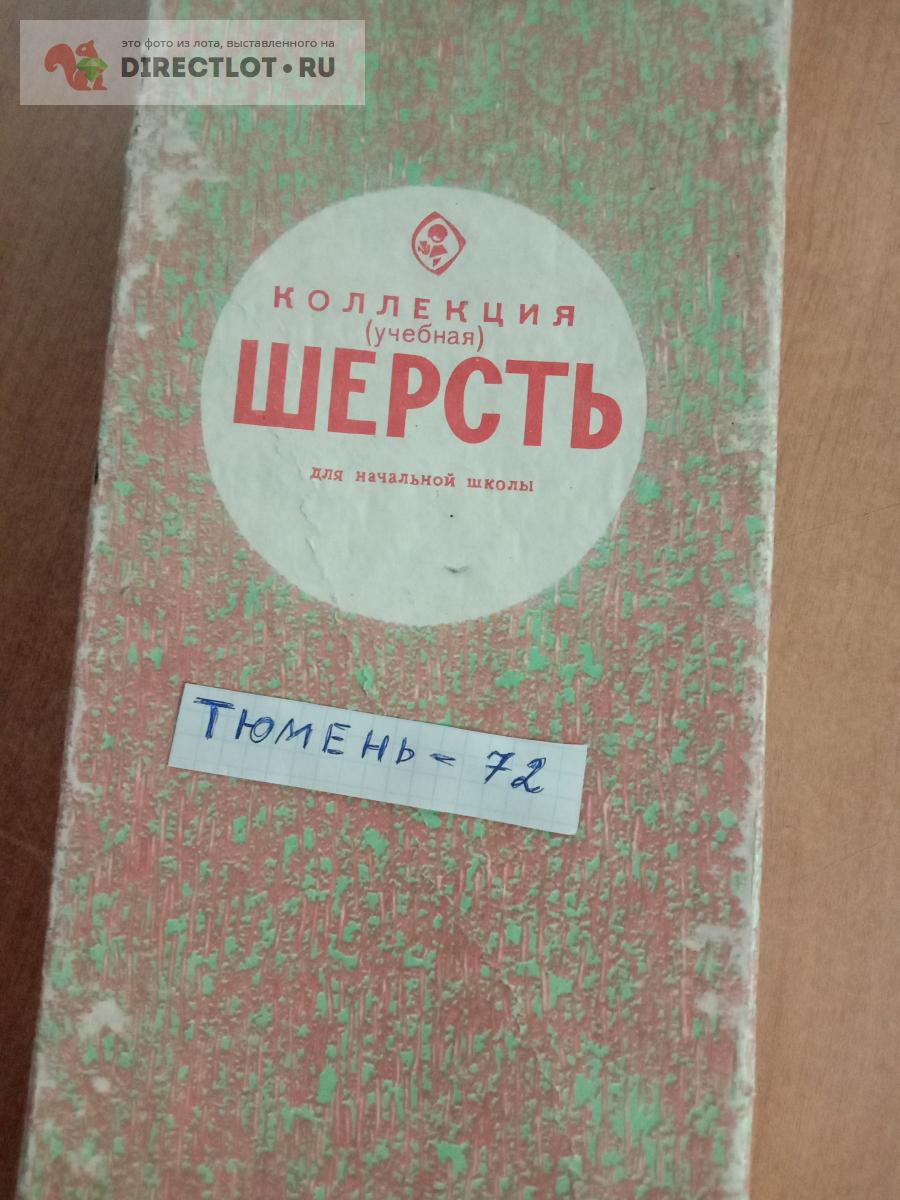 это фото из лота, выставленного на
DIRECTLOT•RU
КОЛЛЕКЦИЯ
(учебная)
ШЕРСТЬ
для начальной школы
ТЮМЕНЬ - 72